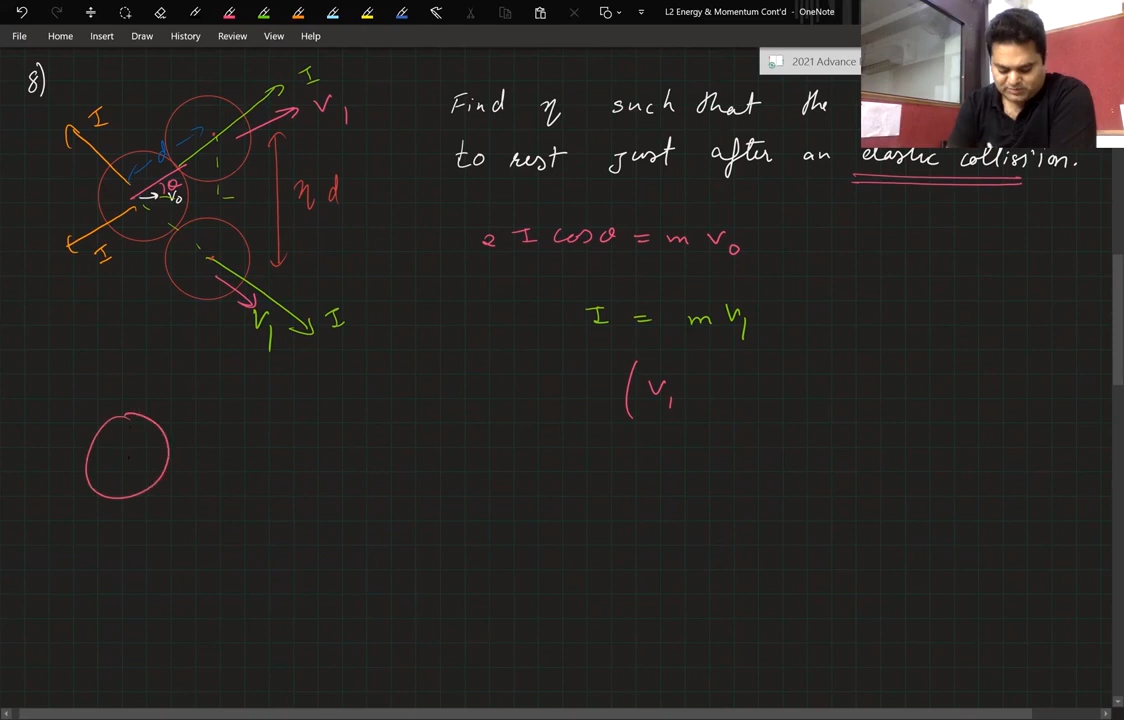 L2 Energy & Momentum Cont'd - OneNote
File Home Insert Draw History Review View Help
2021 Advance
8)
I
V1
I
d
θ
v0
η d
I
V1
I
Find η such that the
to rest just after an elastic collision.
2 I cosθ = m v0
I = m V1
(V1